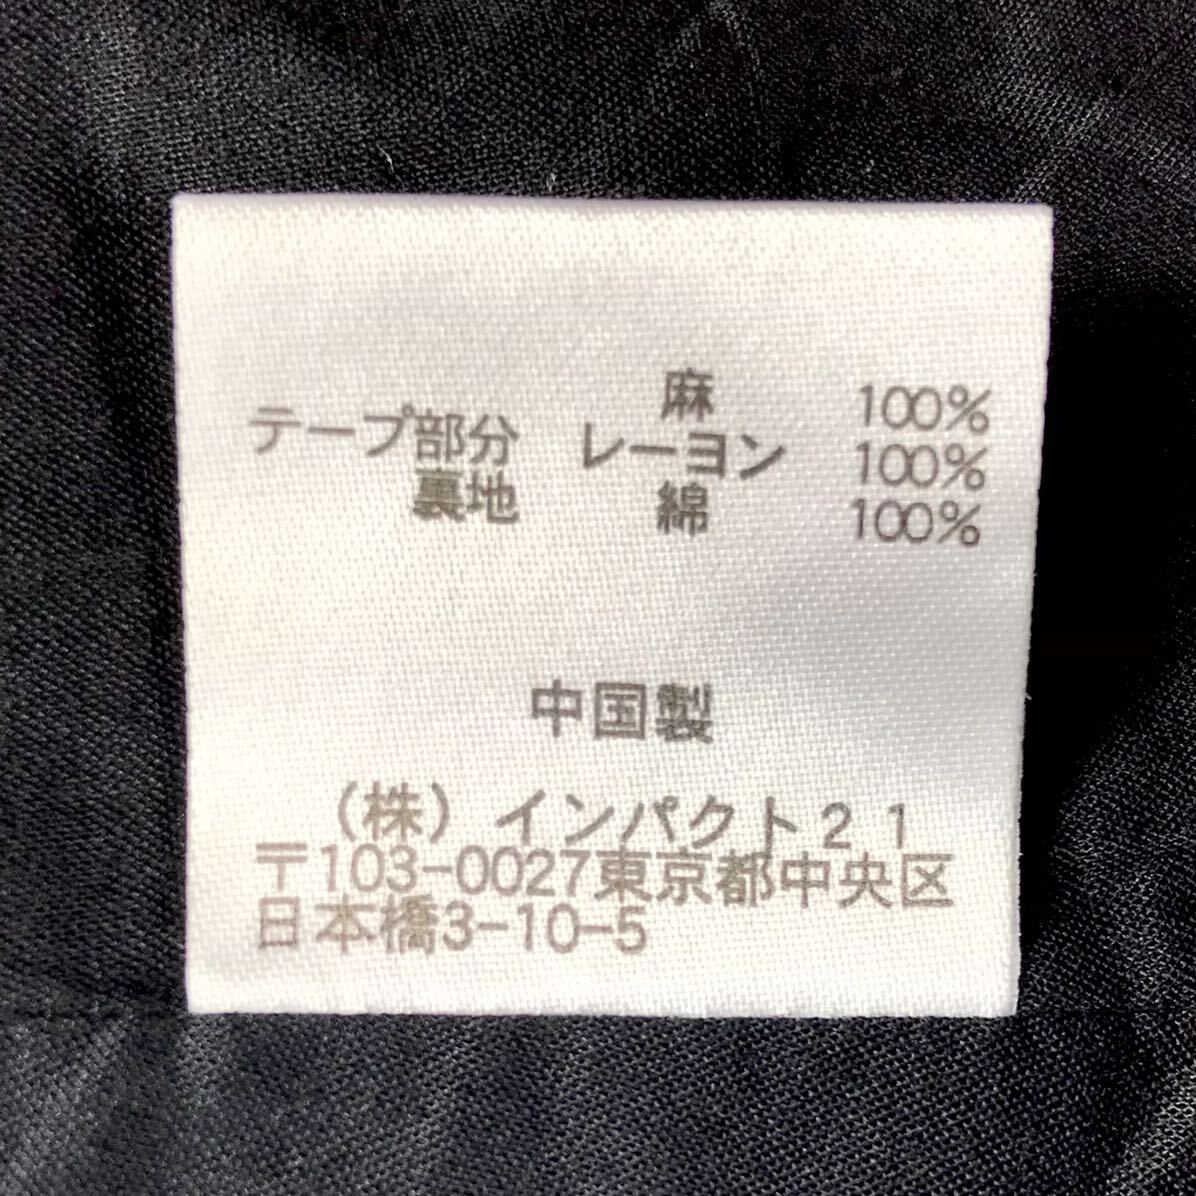 麻 100%
テープ部分 レーヨン 100%
裏地 綿 100%
中国製
（株）インパクト２１
〒103-0027東京都中央区
日本橋3-10-5